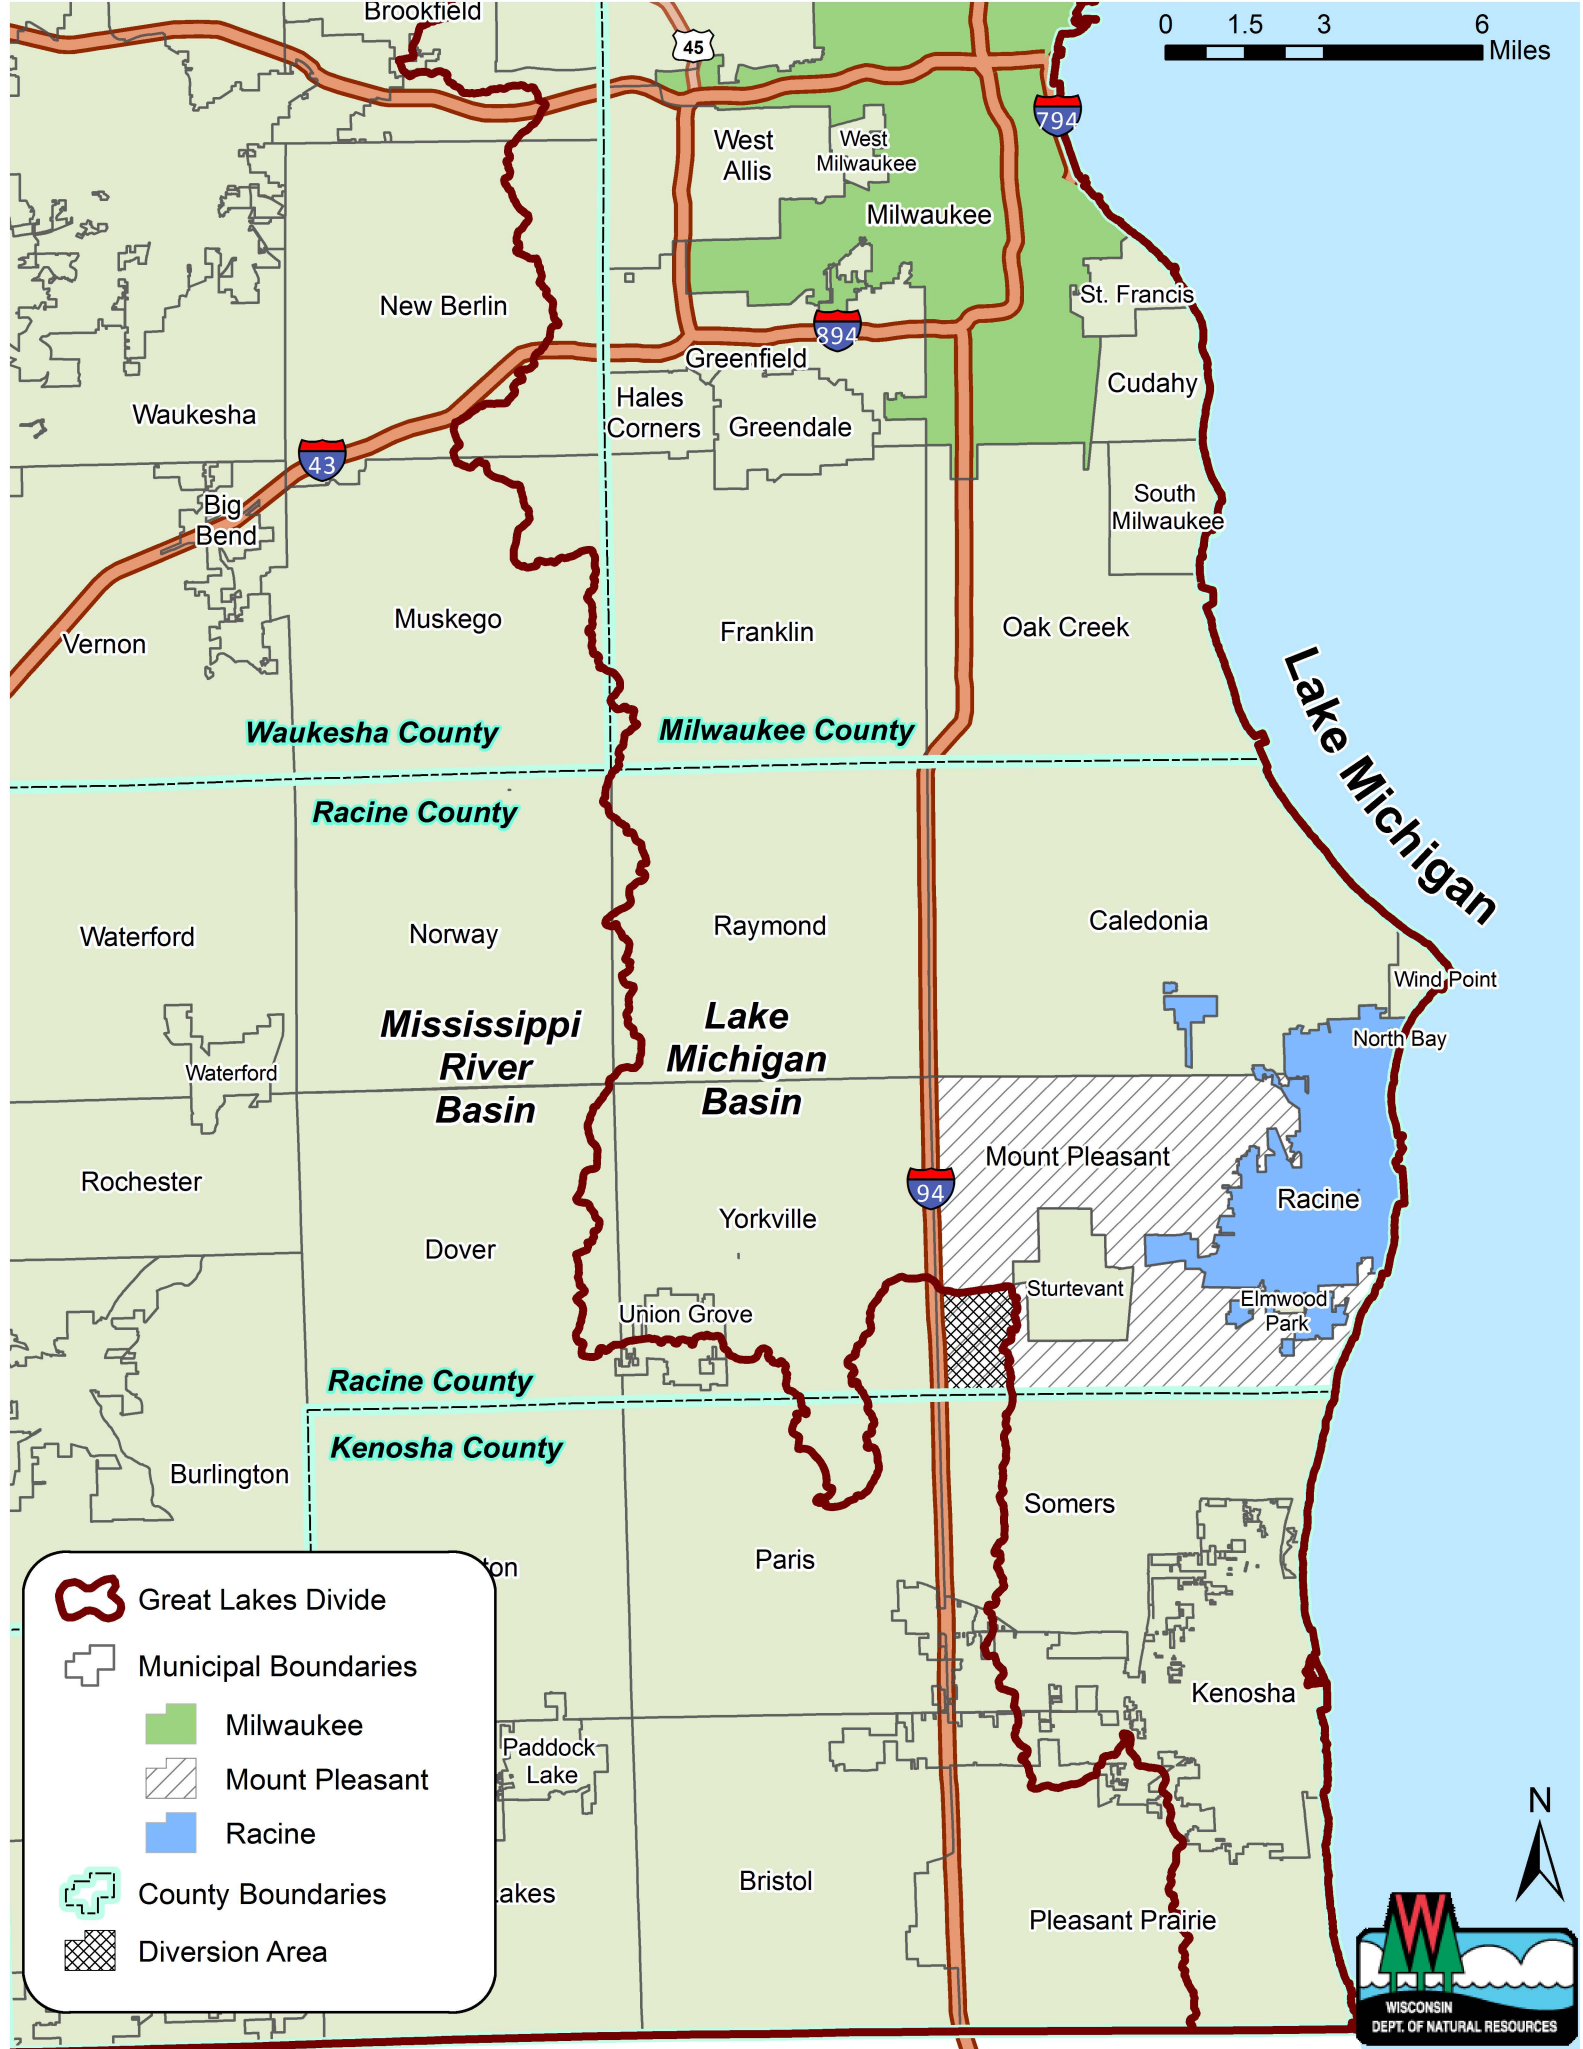 Brookfield
45
0 1.5 3 6
Miles
794
West
Allis
West
Milwaukee
Milwaukee
St. Francis
New Berlin
894
Greenfield
Cudahy
Hales
Corners
Greendale
Waukesha
43
Big
Bend
South
Milwaukee
Muskego
Franklin
Oak Creek
Vernon
Lake Michigan
Waukesha County
Milwaukee County
Racine County
Waterford
Norway
Raymond
Caledonia
Wind Point
Mississippi
River
Basin
Lake
Michigan
Basin
North Bay
Waterford
Mount Pleasant
Rochester
94
Racine
Yorkville
Dover
Sturtevant
Union Grove
Elmwood
Park
Racine County
Kenosha County
Burlington
Somers
Paris
ton
Kenosha
Paddock
Lake
Bristol
Lakes
Pleasant Prairie
Great Lakes Divide
Municipal Boundaries
Milwaukee
Mount Pleasant
Racine
County Boundaries
Diversion Area
N
W
WISCONSIN
DEPT. OF NATURAL RESOURCES